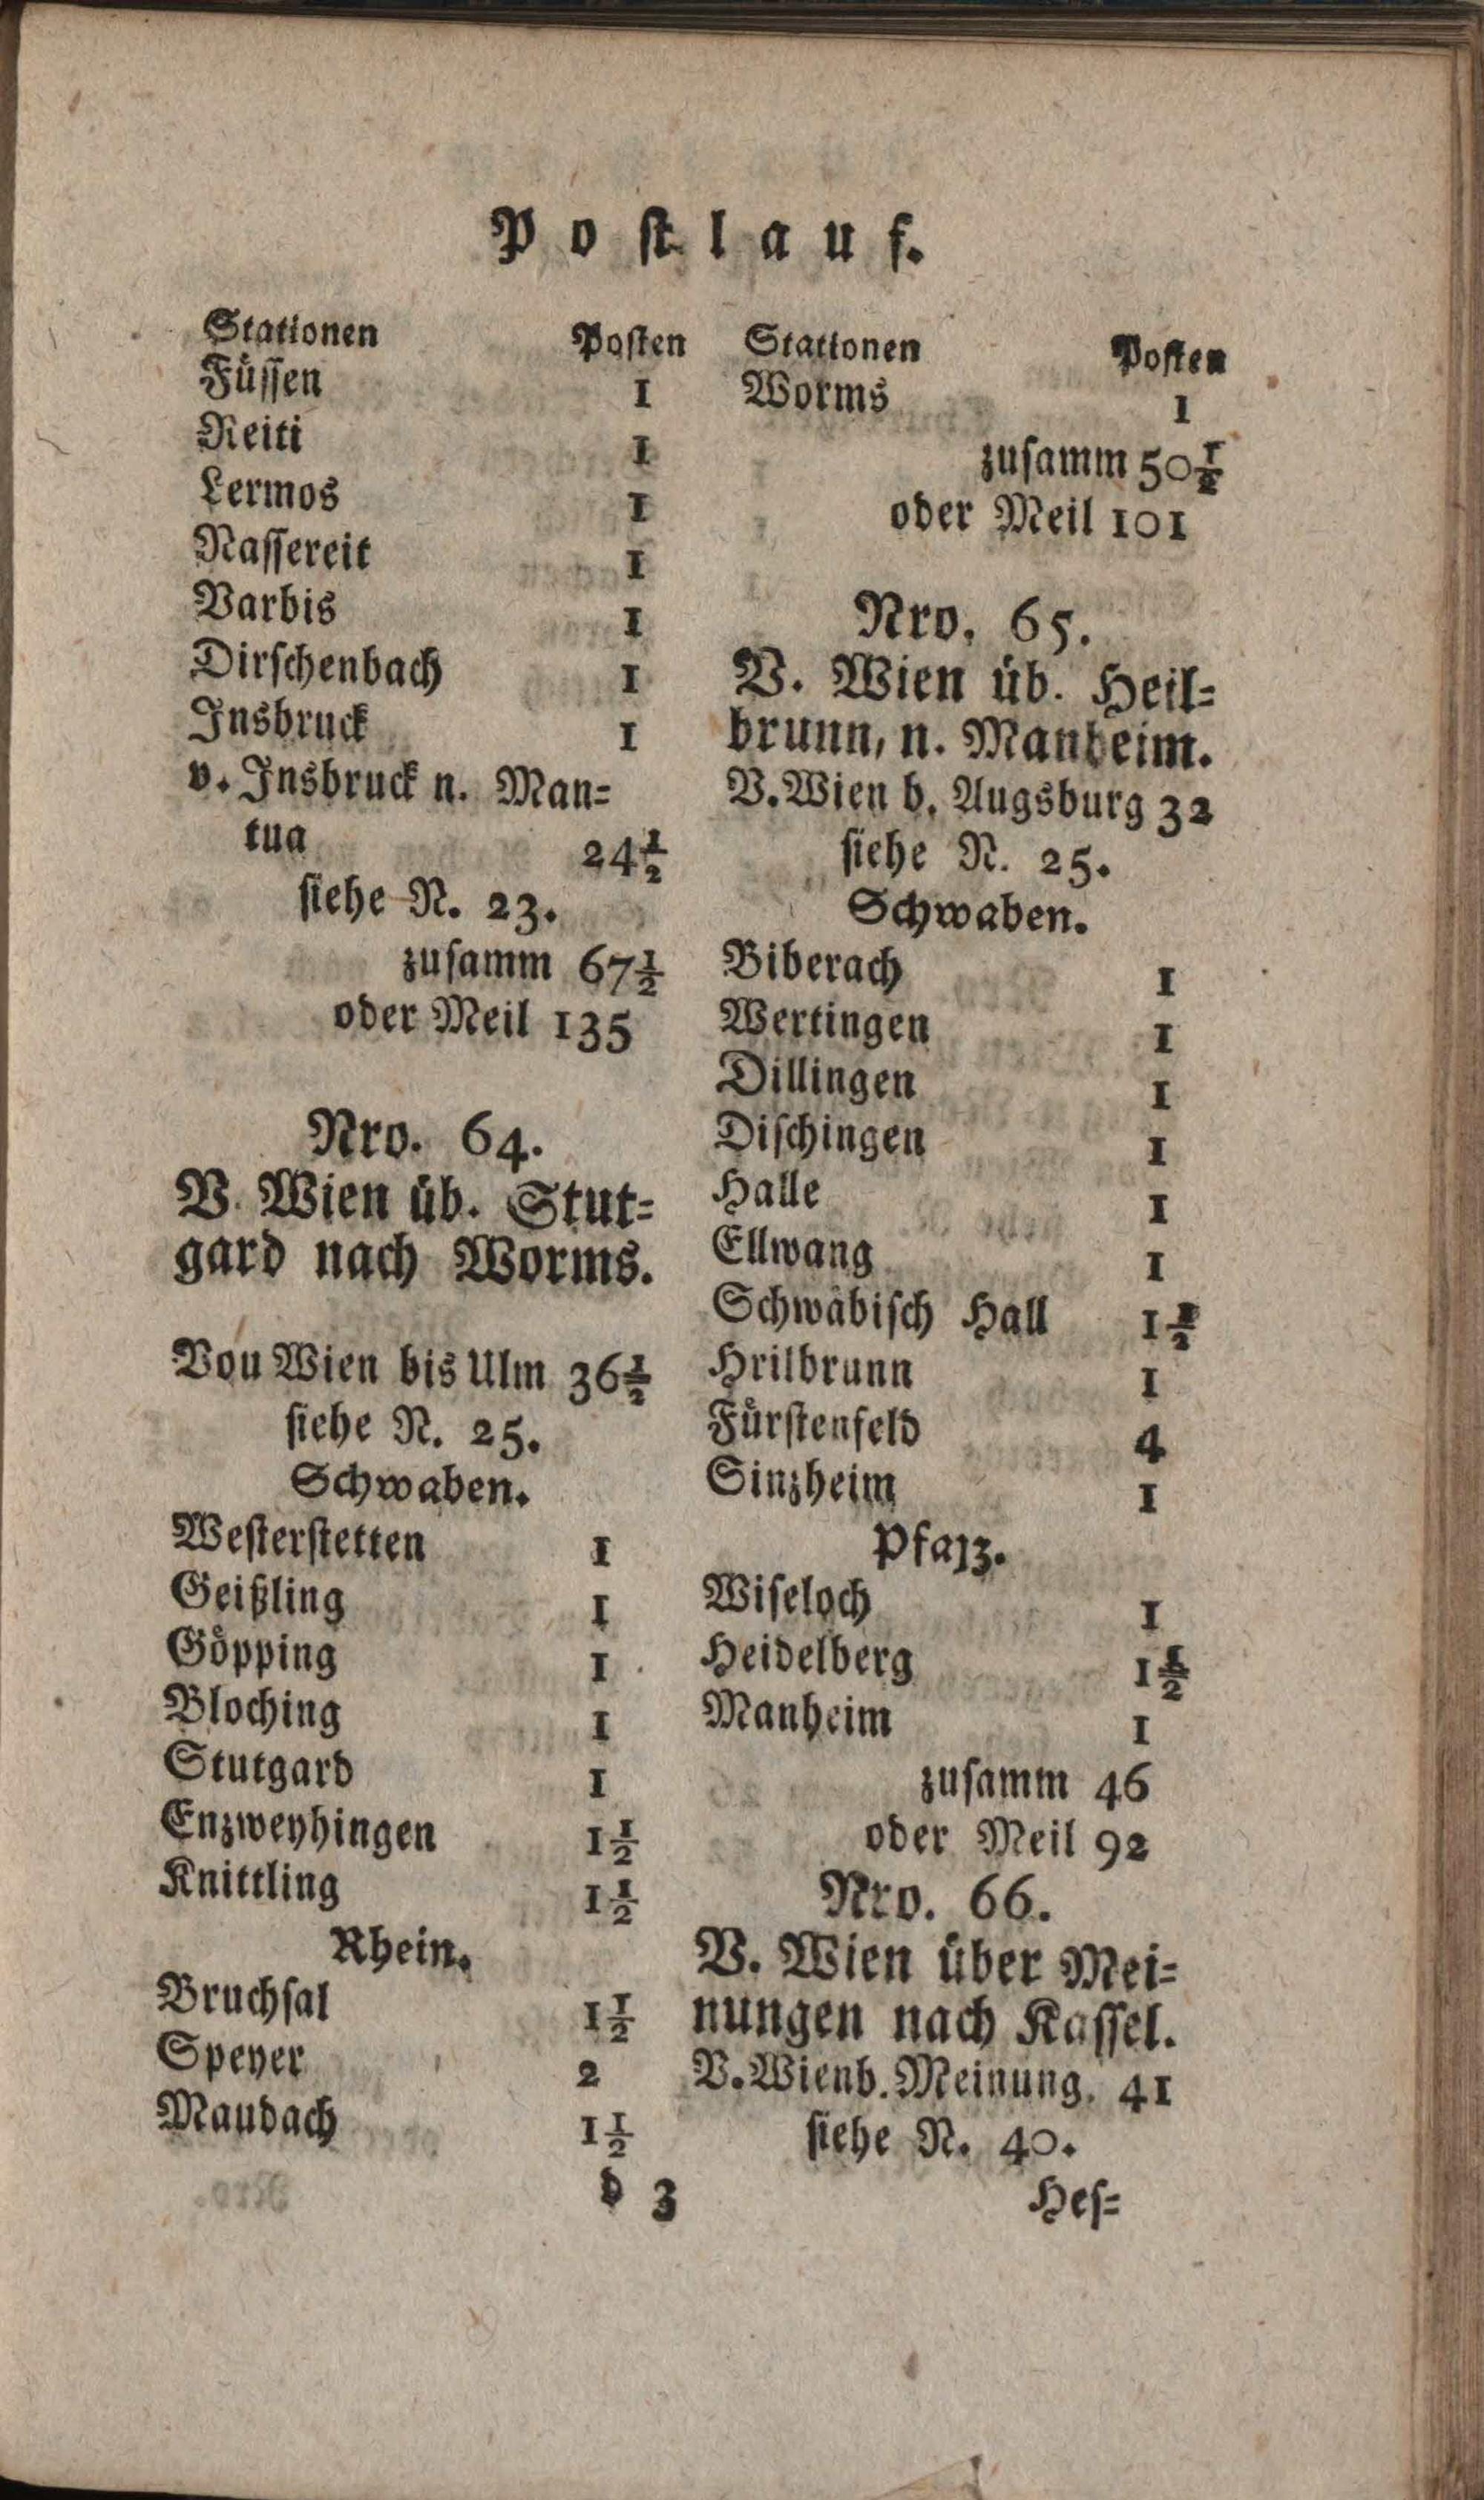 Postlauf.
Stationen Posten
Füssen 1
Reiti 1
Lermos 1
Nassereit 1
Barbis 1
Dirschenbach 1
Insbruck 1
v. Insbruck n. Man=
tua 24½
siehe N. 23.
zusamm 67½
oder Meil 135
Nro. 64.
V. Wien üb. Stut=
gard nach Worms.
Vou Wien bis Ulm 36½
siehe N. 25.
Schwaben.
Westerstetten 1
Geißling 1
Göpping 1
Bloching 1
Stutgard 1
Enzweyhingen 1½
Knittling 1½
Rhein.
Bruchsal 1½
Speyer 2
Maudach 1½
d 3
Stationen Posten
Worms 1
zusamm 50½
oder Meil 101
Nro. 65.
V. Wien üb. Heil=
brunn, n. Manheim.
V. Wien b. Augsburg 32
siehe N. 25.
Schwaben.
Biberach 1
Wertingen 1
Dillingen 1
Dischingen 1
Halle 1
Ellwang 1
Schwäbisch Hall 1½
Hrilbrunn 1
Fürstenfeld 4
Sinzheim 1
Pfalz.
Wiseloch 1
Heidelberg 1½
Manheim 1
zusamm 46
oder Meil 92
Nro. 66.
V. Wien über Mei=
nungen nach Kassel.
V. Wien b. Meinung. 41
siehe N. 40.
Hes=